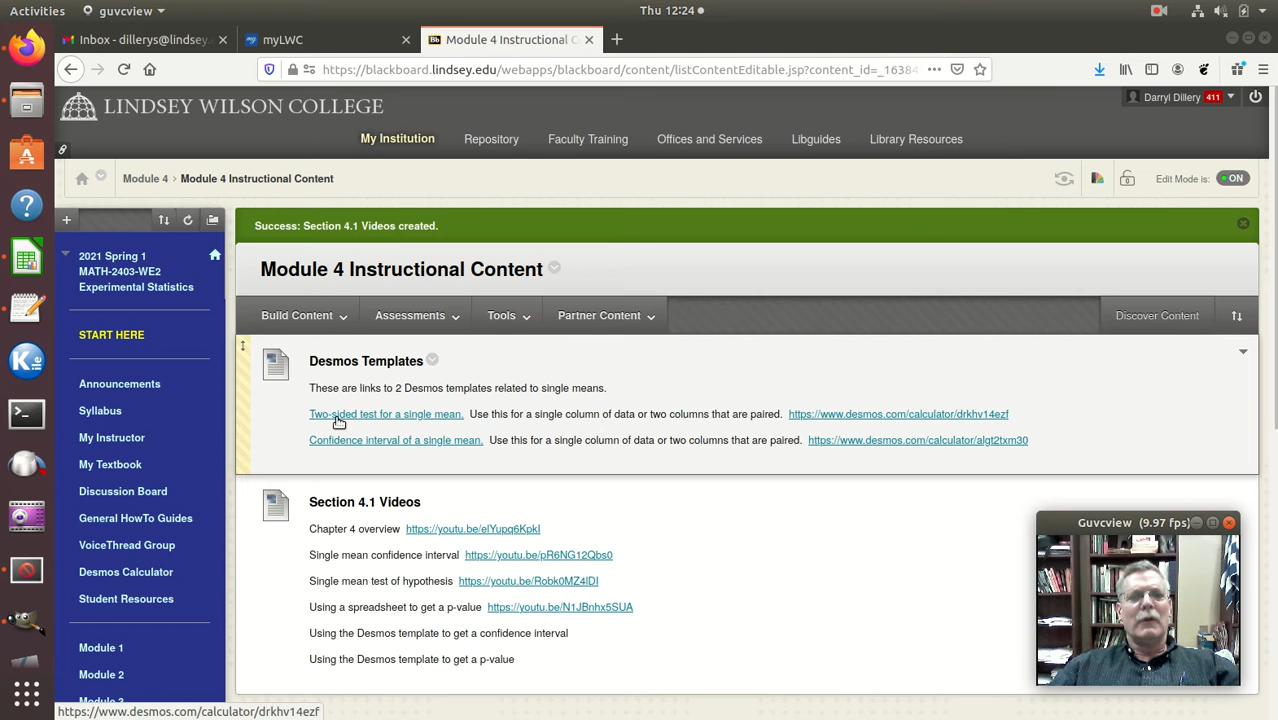 Activities guvcview Thu 12:24
Inbox - dillerys@lindsey. myLWC Module 4 Instructional C
https://blackboard.lindsey.edu/webapps/blackboard/content/listContentEditable.jsp?content_id=_16384
LINDSEY WILSON COLLEGE
Darryl Dillery 411
My Institution Repository Faculty Training Offices and Services Libguides Library Resources
Module 4 Module 4 Instructional Content
Edit Mode is: ON
2021 Spring 1
MATH-2403-WE2
Experimental Statistics
START HERE
Announcements
Syllabus
My Instructor
My Textbook
Discussion Board
General HowTo Guides
VoiceThread Group
Desmos Calculator
Student Resources
Module 1
Module 2
Module 3
Success: Section 4.1 Videos created.
Module 4 Instructional Content
Build Content Assessments Tools Partner Content Discover Content
Desmos Templates
These are links to 2 Desmos templates related to single means.
Two-sided test for a single mean. Use this for a single column of data or two columns that are paired. https://www.desmos.com/calculator/drkhv14ezf
Confidence interval of a single mean. Use this for a single column of data or two columns that are paired. https://www.desmos.com/calculator/algt2txm30
Section 4.1 Videos
Chapter 4 overview https://youtu.be/elYupq6KpkI
Single mean confidence interval https://youtu.be/pR6NG12Qbs0
Single mean test of hypothesis https://youtu.be/Robk0MZ4lDI
Using a spreadsheet to get a p-value https://youtu.be/N1JBnhx5SUA
Using the Desmos template to get a confidence interval
Using the Desmos template to get a p-value
Guvcview (9.97 fps)
https://www.desmos.com/calculator/drkhv14ezf